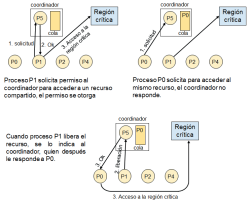 coordinador
P5
cola
Región
crítica
1. solicitud
2. Ok
3. Acceso a la
región crítica
P0
P1
P2
P4
Proceso P1 solicita permiso al
coordinador para acceder a un recurso
compartido, el permiso se otorga
coordinador
P5
P0
cola
Región
crítica
1. solicitud
P0
P1
P2
P4
Proceso P0 solicita para acceder al
mismo recurso, el coordinador no
responde.
Cuando proceso P1 libera el
recurso, se lo indica al
coordinador, quien después
le responde a P0.
coordinador
P5
P0
cola
Región
crítica
3. Ok
2. liberación
P0
P1
P2
P4
3. Acceso a la región crítica